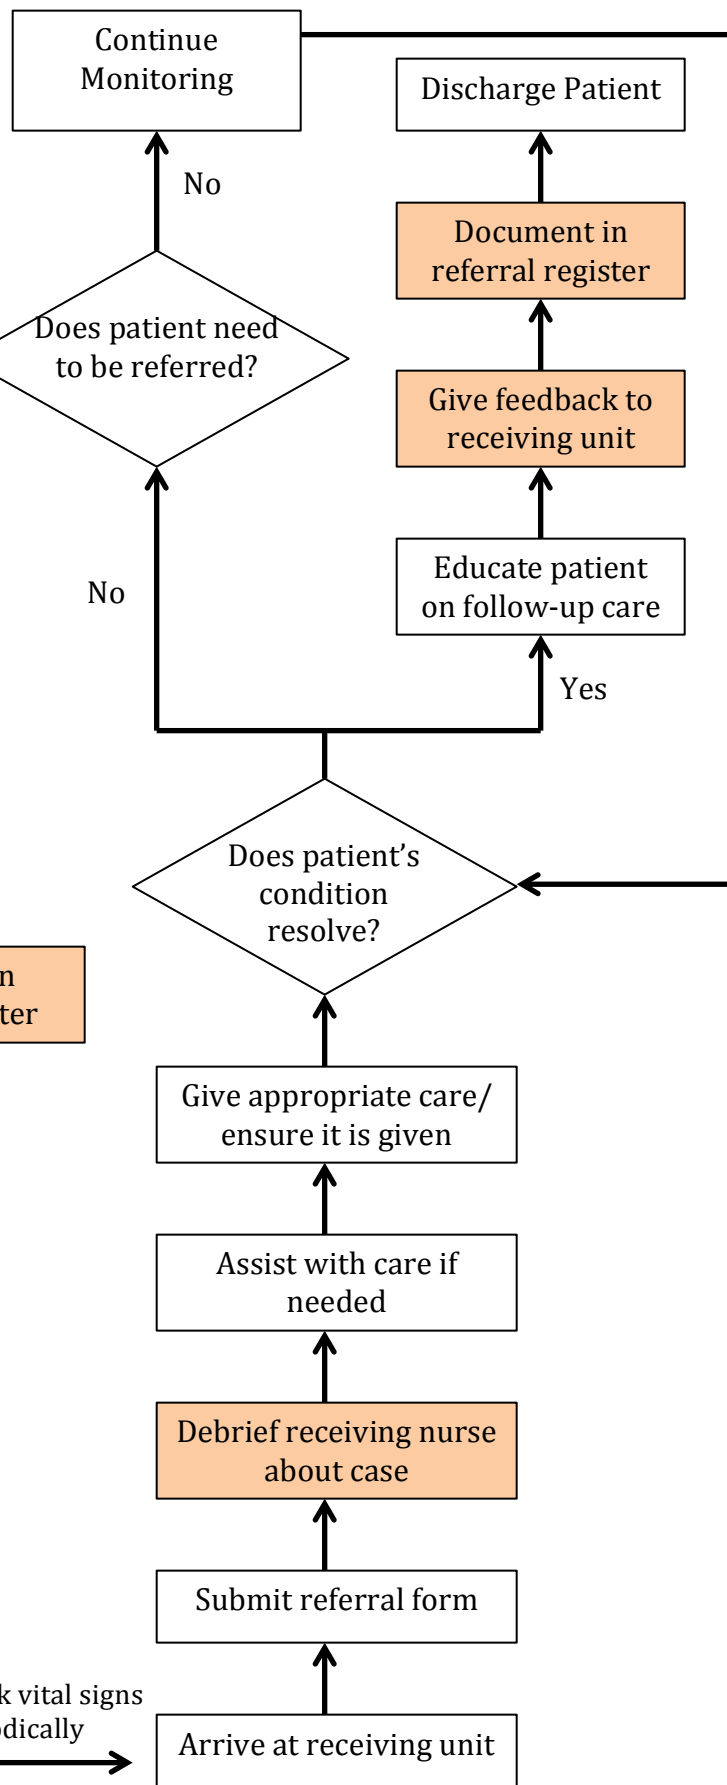 Continue
Monitoring
Discharge Patient
No
Document in
referral register
Does patient need
to be referred?
Give feedback to
receiving unit
Educate patient
on follow-up care
No
Yes
Does patient's
condition
resolve?
Give appropriate care/
ensure it is given
Assist with care if
needed
Debrief receiving nurse
about case
Submit referral form
vital signs
Arrive at receiving unit